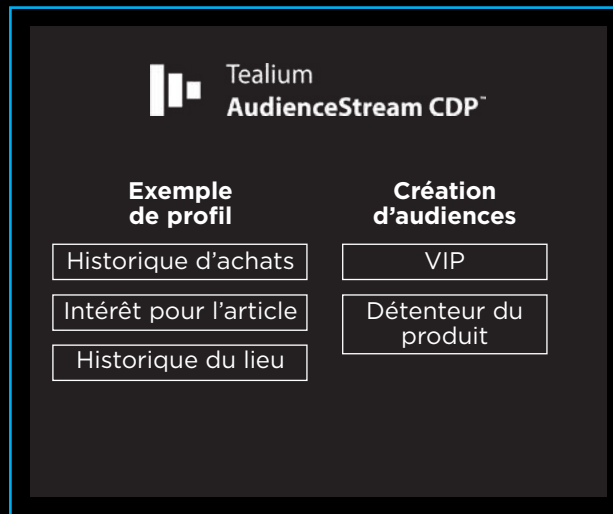 Tealium
AudienceStream CDP™
Exemple
de profil
Historique d'achats
Intérêt pour l'article
Historique du lieu
Création
d'audiences
VIP
Détenteur du
produit